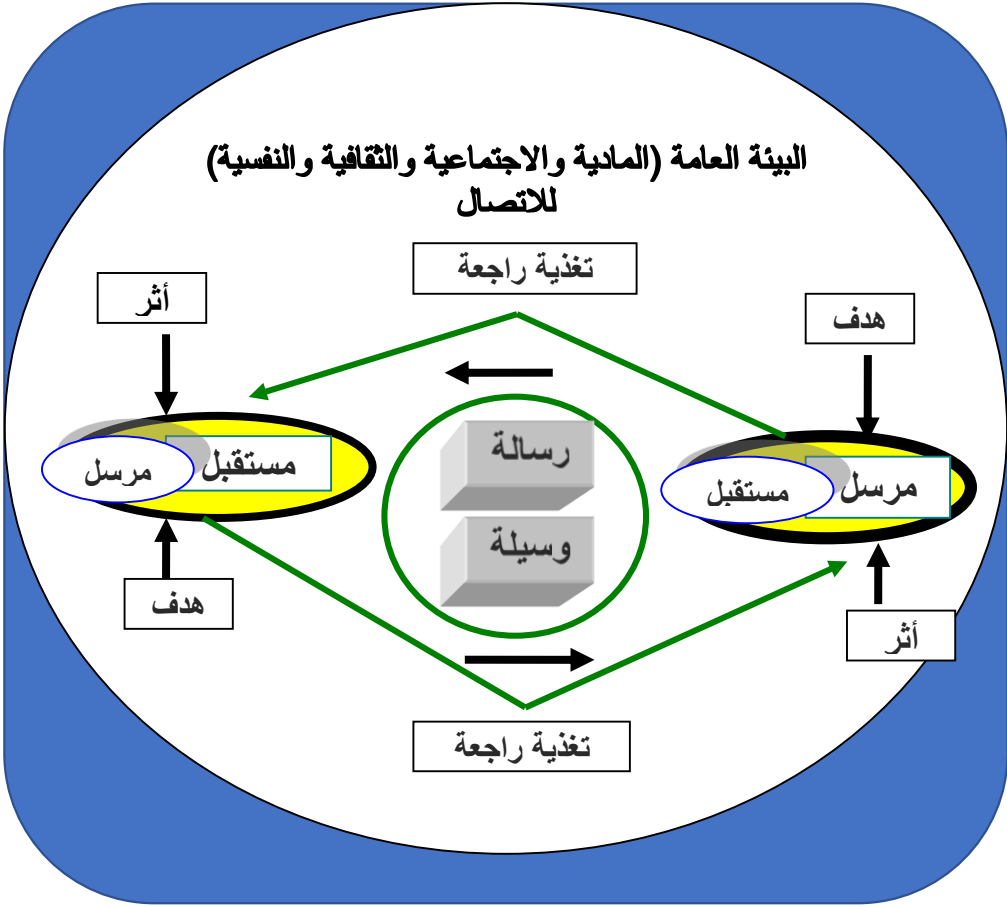 البيئة العامة (المادية والاجتماعية والثقافية والنفسية)
للاتصال
تغذية راجعة
أثر
هدف
رسالة
مستقبل
مرسل
مرسل
مستقبل
وسيلة
هدف
أثر
تغذية راجعة